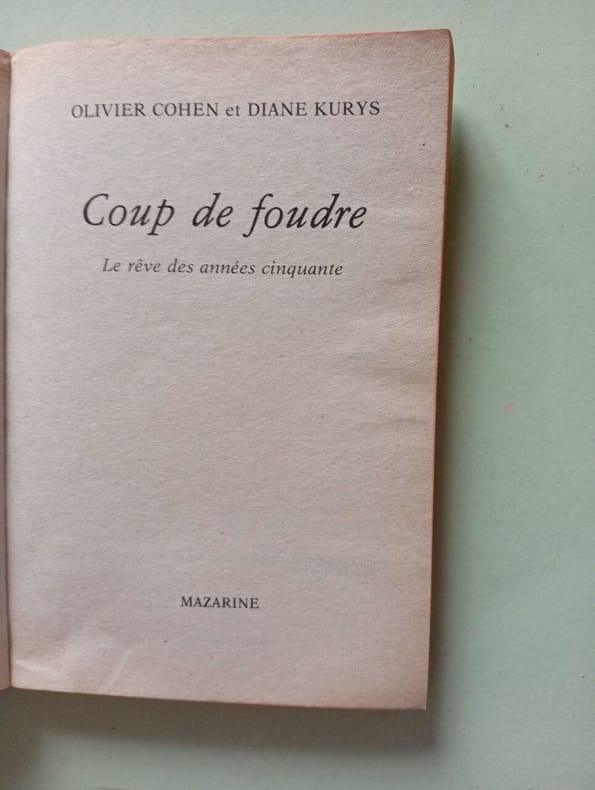 OLIVIER COHEN et DIANE KURYS
Coup de foudre
Le rêve des années cinquante
MAZARINE